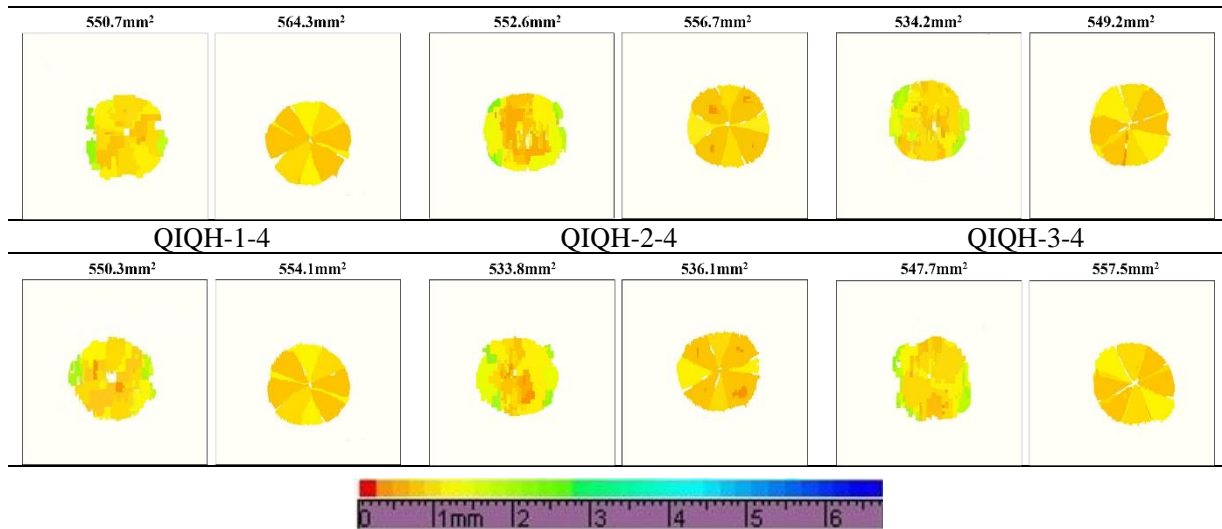 550.7mm² 564.3mm² 552.6mm² 556.7mm² 534.2mm² 549.2mm²
QIQH-1-4 QIQH-2-4 QIQH-3-4
550.3mm² 554.1mm² 533.8mm² 536.1mm² 547.7mm² 557.5mm²
0 1mm 2 3 4 5 6